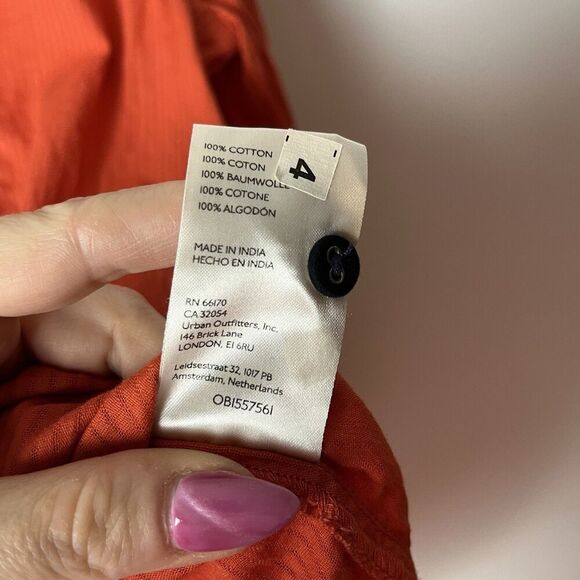 100% COTTON
100% COTON
100% BAUMWOLLE
100% COTONE
100% ALGODÓN
4
MADE IN INDIA
HECHO EN INDIA
RN 66170
CA 32054
Urban Outfitters, Inc.
146 Brick Lane
LONDON, E1 6RU
Leidsestraat 32, 1017 PB
Amsterdam, Netherlands
OB1557561